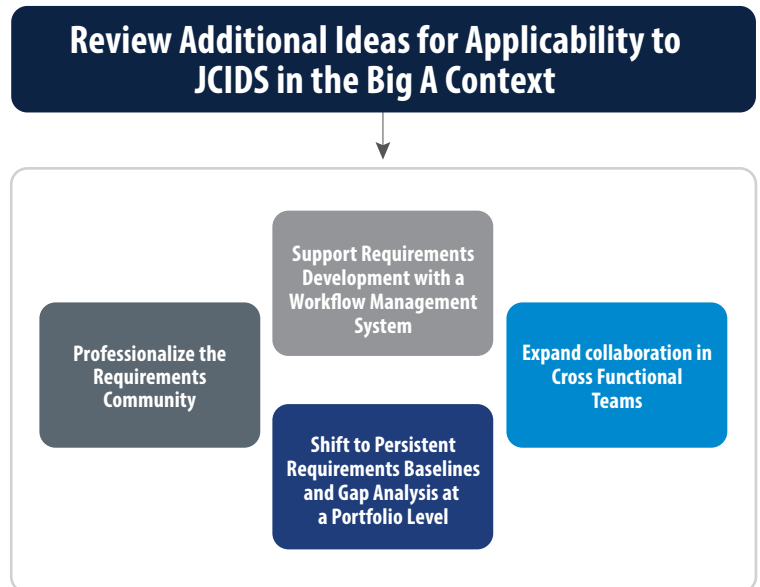 Review Additional Ideas for Applicability to
JCIDS in the Big A Context
Support Requirements
Development with a
Workflow Management
System
Professionalize the
Requirements
Community
Expand collaboration in
Cross Functional
Teams
Shift to Persistent
Requirements Baselines
and Gap Analysis at
a Portfolio Level